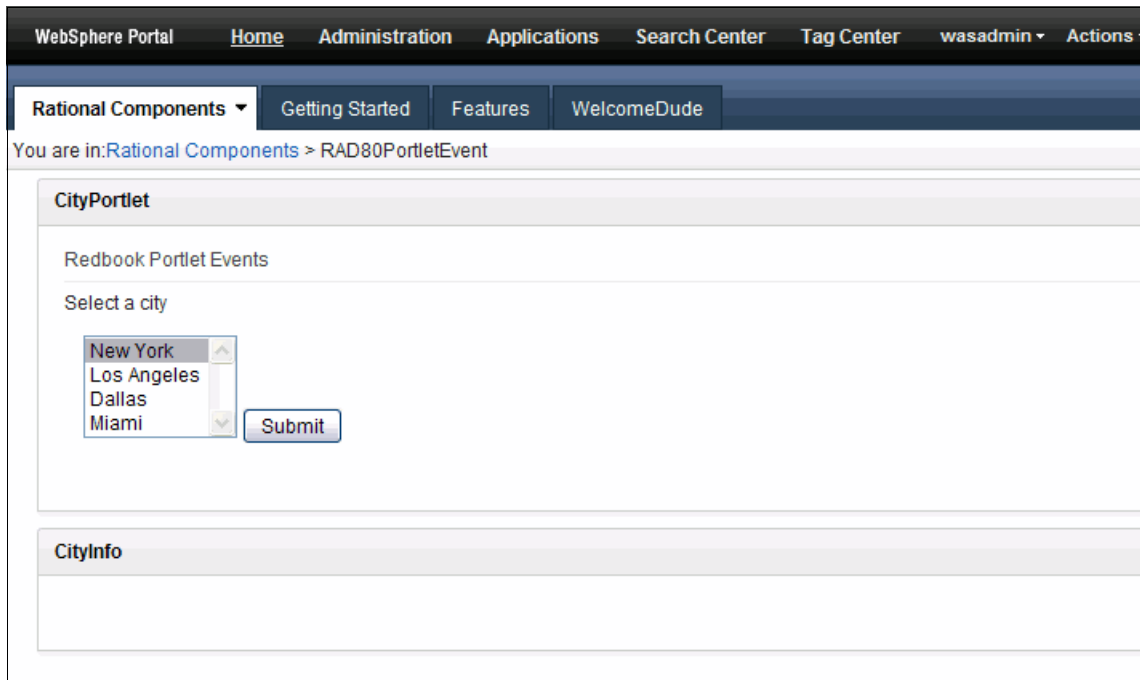 WebSphere Portal Home Administration Applications Search Center Tag Center wasadmin Actions
Rational Components Getting Started Features WelcomeDude
You are in:Rational Components > RAD80PortletEvent
CityPortlet
Redbook Portlet Events
Select a city
New York
Los Angeles
Dallas
Miami
Submit
CityInfo